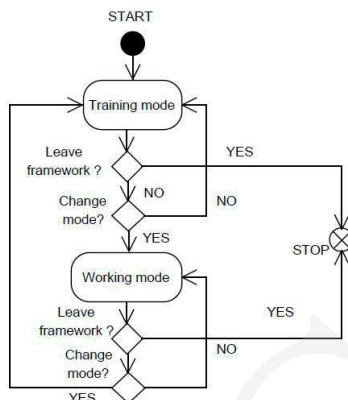 START
Training mode
Leave
framework ?
YES
NO
Change
mode?
NO
YES
STOP
Working mode
Leave
framework ?
YES
Change
mode?
NO
YES